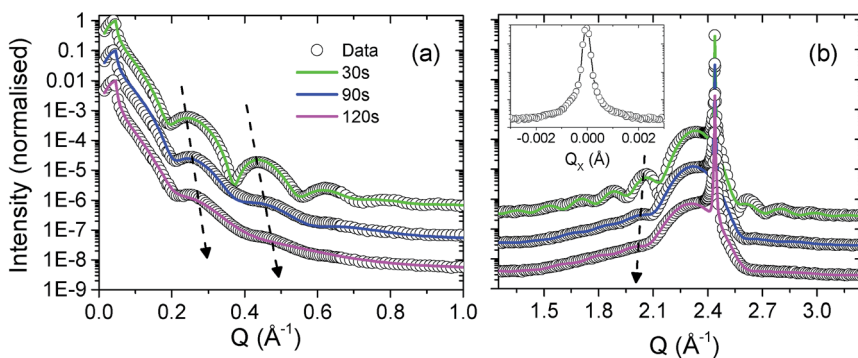 Intensity (normalised)
1
0.1
0.01
1E-3
1E-4
1E-5
1E-6
1E-7
1E-8
1E-9
0.0
0.2
0.4
0.6
0.8
1.0
Q (Å⁻¹)
Data
30s
90s
120s
(a)
(b)
-0.002
0.000
0.002
Qₓ (Å)
1.5
1.8
2.1
2.4
2.7
3.0
Q (Å⁻¹)